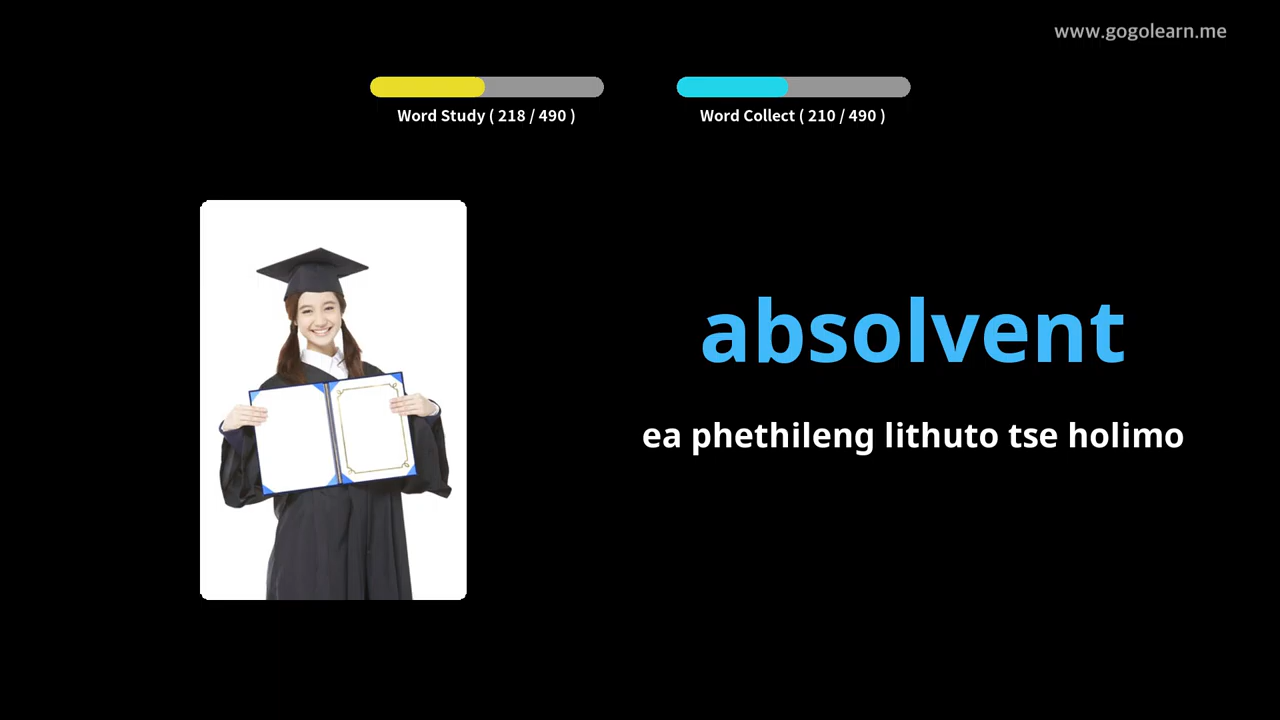 www.gogolearn.me
Word Study ( 218 / 490 )
Word Collect ( 210 / 490 )
absolvent
ea phethileng lithuto tse holimo